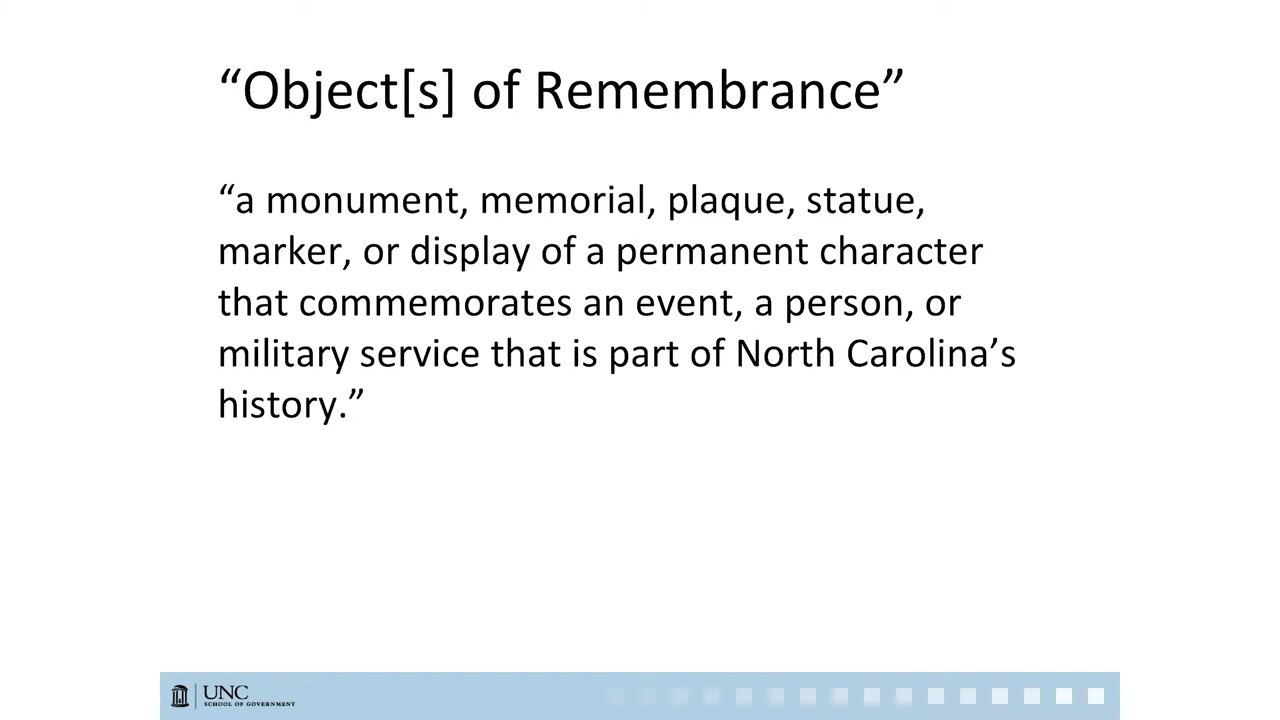 “Object[s] of Remembrance”
“a monument, memorial, plaque, statue,
marker, or display of a permanent character
that commemorates an event, a person, or
military service that is part of North Carolina’s
history.”
UNC
SCHOOL OF GOVERNMENT